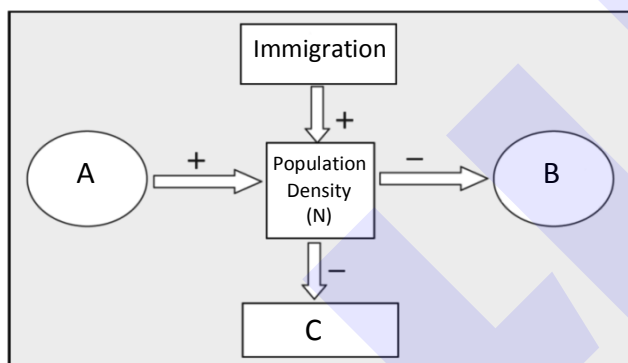 Immigration
+
A
+
Population
Density
(N)
–
B
–
C